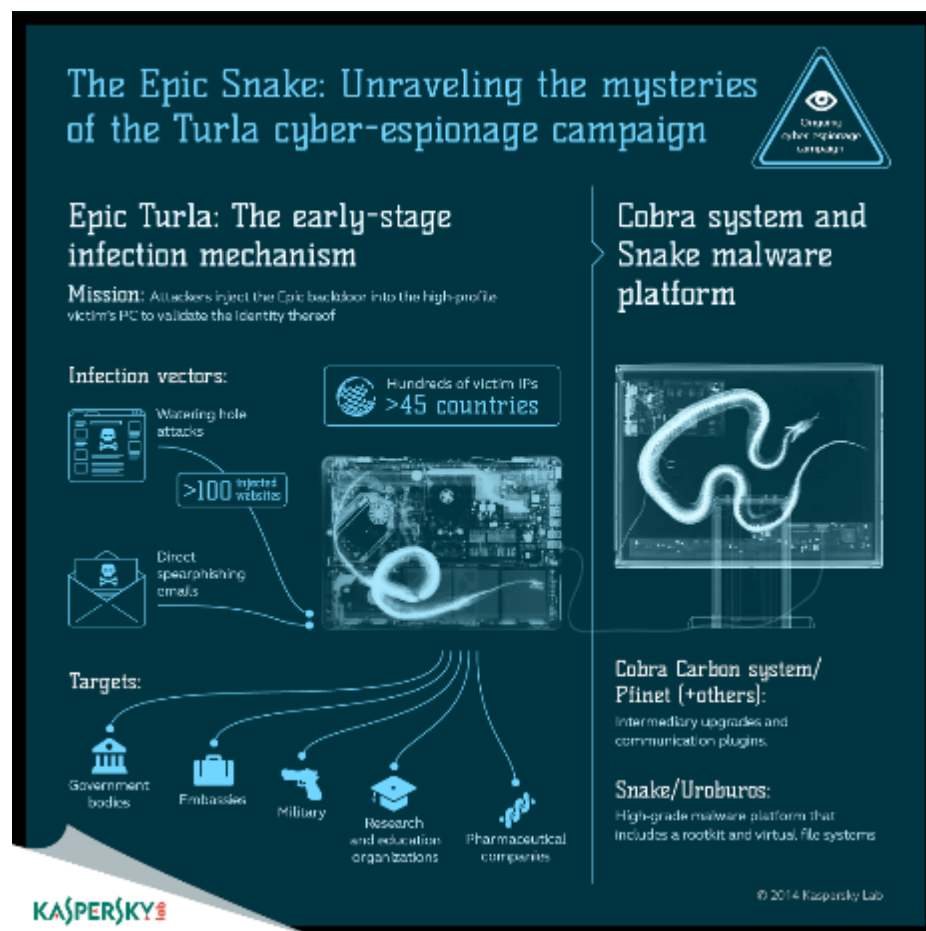 The Epic Snake: Unraveling the mysteries
of the Turla cyber-espionage campaign
Ongoing
cyber espionage
campaign
Epic Turla: The early-stage
infection mechanism
Mission: Attackers inject the Epic backdoor into the high-profile
victim's PC to validate the identity thereof
Infection vectors:
Watering hole
attacks
>100 injected
websites
Direct
spearphishing
emails
Hundreds of victim IPs
>45 countries
Targets:
Government
bodies
Embassies
Military
Research
and education
organizations
Pharmaceutical
companies
Cobra system and
Snake malware
platform
Cobra Carbon system/
Pfinet (+others):
Intermediary upgrades and
communication plugins.
Snake/Uroburos:
High-grade malware platform that
includes a rootkit and virtual file systems
© 2014 Kaspersky Lab
KASPERSKY lab